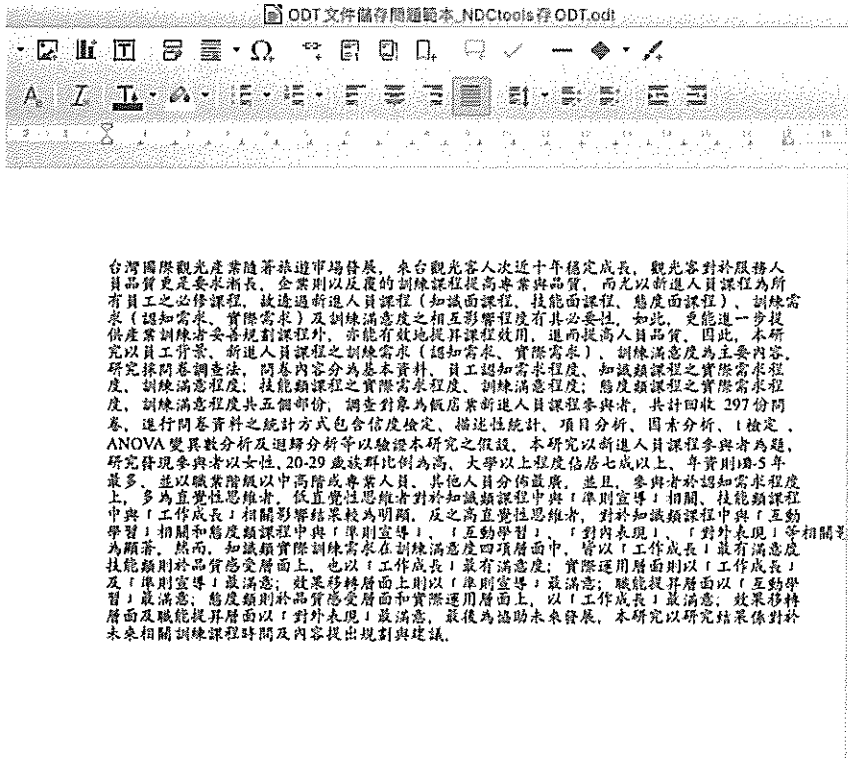 ODT 文件儲存問題範本_NDCtools 存 ODT.odt
台灣國際觀光產業隨著旅遊市場發展，來台觀光客人次近十年穩定成長，觀光客對於服務人
員品質更是要求漸長，企業則以反覆的訓練課程提高專業與品質，而尤以新進人員課程為所
有員工之必修課程，故透過新進人員課程（知識面課程、技能面課程、態度面課程）、訓練需
求（認知需求、實際需求）及訓練滿意度之相互影響程度有其必要性，如此，更能進一步提
供產業訓練者妥善規劃課程外，亦能有效地提昇課程效用，進而提高人員品質。因此，本研
究以員工背景、新進人員課程之訓練需求（認知需求、實際需求）、訓練滿意度為主要內容。
研究採問卷調查法，問卷內容分為基本資料、員工認知需求程度、知識類課程之實際需求程
度、訓練滿意程度；技能類課程之實際需求程度、訓練滿意程度；態度類課程之實際需求程
度、訓練滿意程度共五個部份；調查對象為飯店業新進人員課程參與者，共計回收 297份問
卷，進行問卷資料之統計方式包含信度檢定、描述性統計、項目分析、因素分析、t檢定、
ANOVA 變異數分析及迴歸分析等以驗證本研究之假設。本研究以新進人員課程參與者為題，
研究發現參與者以女性、20-29 歲族群比例為高、大學以上程度佔居七成以上、年資則 -5 年
最多，並以職業階級以中高階或專業人員、其他人員分佈最廣，並且，參與者於認知需求程度
上，多為直覺性思維者，低直覺性思維者對於知識類課程中與「準則宣導」相關、技能類課程
中與「工作成長」相關影響結果較為明顯，反之高直覺性思維者，對於知識類課程中與「互動
學習」相關和態度類課程中與「準則宣導」、「互動學習」、「對內表現」、「對外表現」等相關
為顯著，然而，知識類實際訓練需求在訓練滿意度四項層面中，皆以「工作成長」最有滿意度
技能類則於品質感受層面上，也以「工作成長」最有滿意度；實際運用層面則以「工作成長」
及「準則宣導」最滿意；效果移轉層面上則以「準則宣導」最滿意；職能提昇層面以「互動學
習」最滿意；態度類則於品質感受層面和實際運用層面上，以「工作成長」最滿意；效果移轉
層面及職能提昇層面以「對外表現」最滿意，最後為協助未來發展，本研究以研究結果係對於
未來相關訓練課程時間及內容提出規劃與建議。